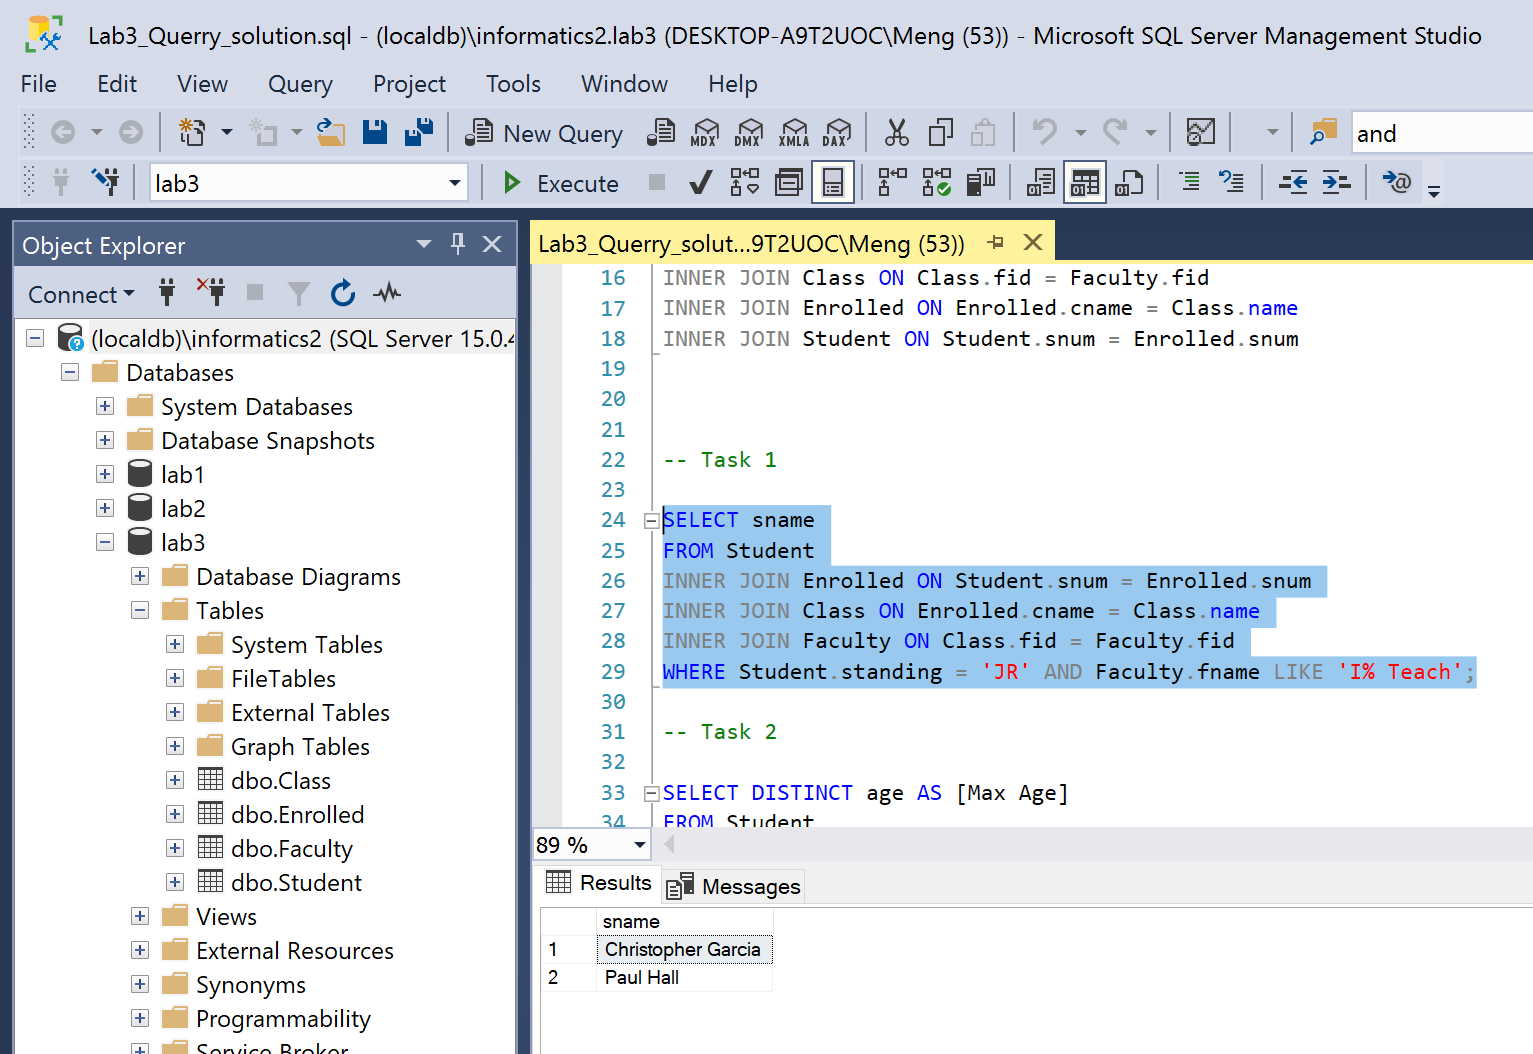 Lab3_Querry_solution.sql - (localdb)\informatics2.lab3 (DESKTOP-A9T2UOC\Meng (53)) - Microsoft SQL Server Management Studio
File Edit View Query Project Tools Window Help
New Query MDX DMX XMLA DAX and
lab3 Execute
Object Explorer
Connect
(localdb)\informatics2 (SQL Server 15.0.4
Databases
System Databases
Database Snapshots
lab1
lab2
lab3
Database Diagrams
Tables
System Tables
FileTables
External Tables
Graph Tables
dbo.Class
dbo.Enrolled
dbo.Faculty
dbo.Student
Views
External Resources
Synonyms
Programmability
Service Broker
Lab3_Querry_solut...9T2UOC\Meng (53))
16 INNER JOIN Class ON Class.fid = Faculty.fid
17 INNER JOIN Enrolled ON Enrolled.cname = Class.name
18 INNER JOIN Student ON Student.snum = Enrolled.snum
19
20
21
22 -- Task 1
23
24 SELECT sname
25 FROM Student
26 INNER JOIN Enrolled ON Student.snum = Enrolled.snum
27 INNER JOIN Class ON Enrolled.cname = Class.name
28 INNER JOIN Faculty ON Class.fid = Faculty.fid
29 WHERE Student.standing = 'JR' AND Faculty.fname LIKE 'I% Teach';
30
31 -- Task 2
32
33 SELECT DISTINCT age AS [Max Age]
34 FROM Student
89 %
Results Messages
sname
1 Christopher Garcia
2 Paul Hall